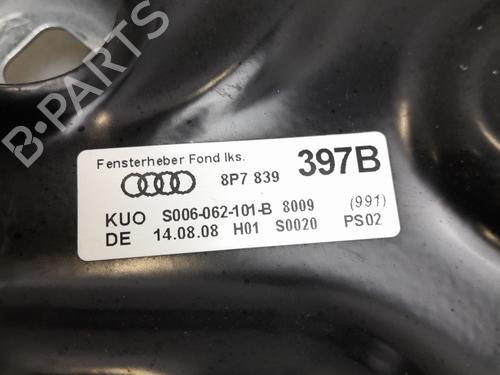 B-PARTS
Fensterheber Fond lks.
8P7 839 397B
KUO S006-062-101-B 8009 (991)
DE 14.08.08 H01 S0020 PS02